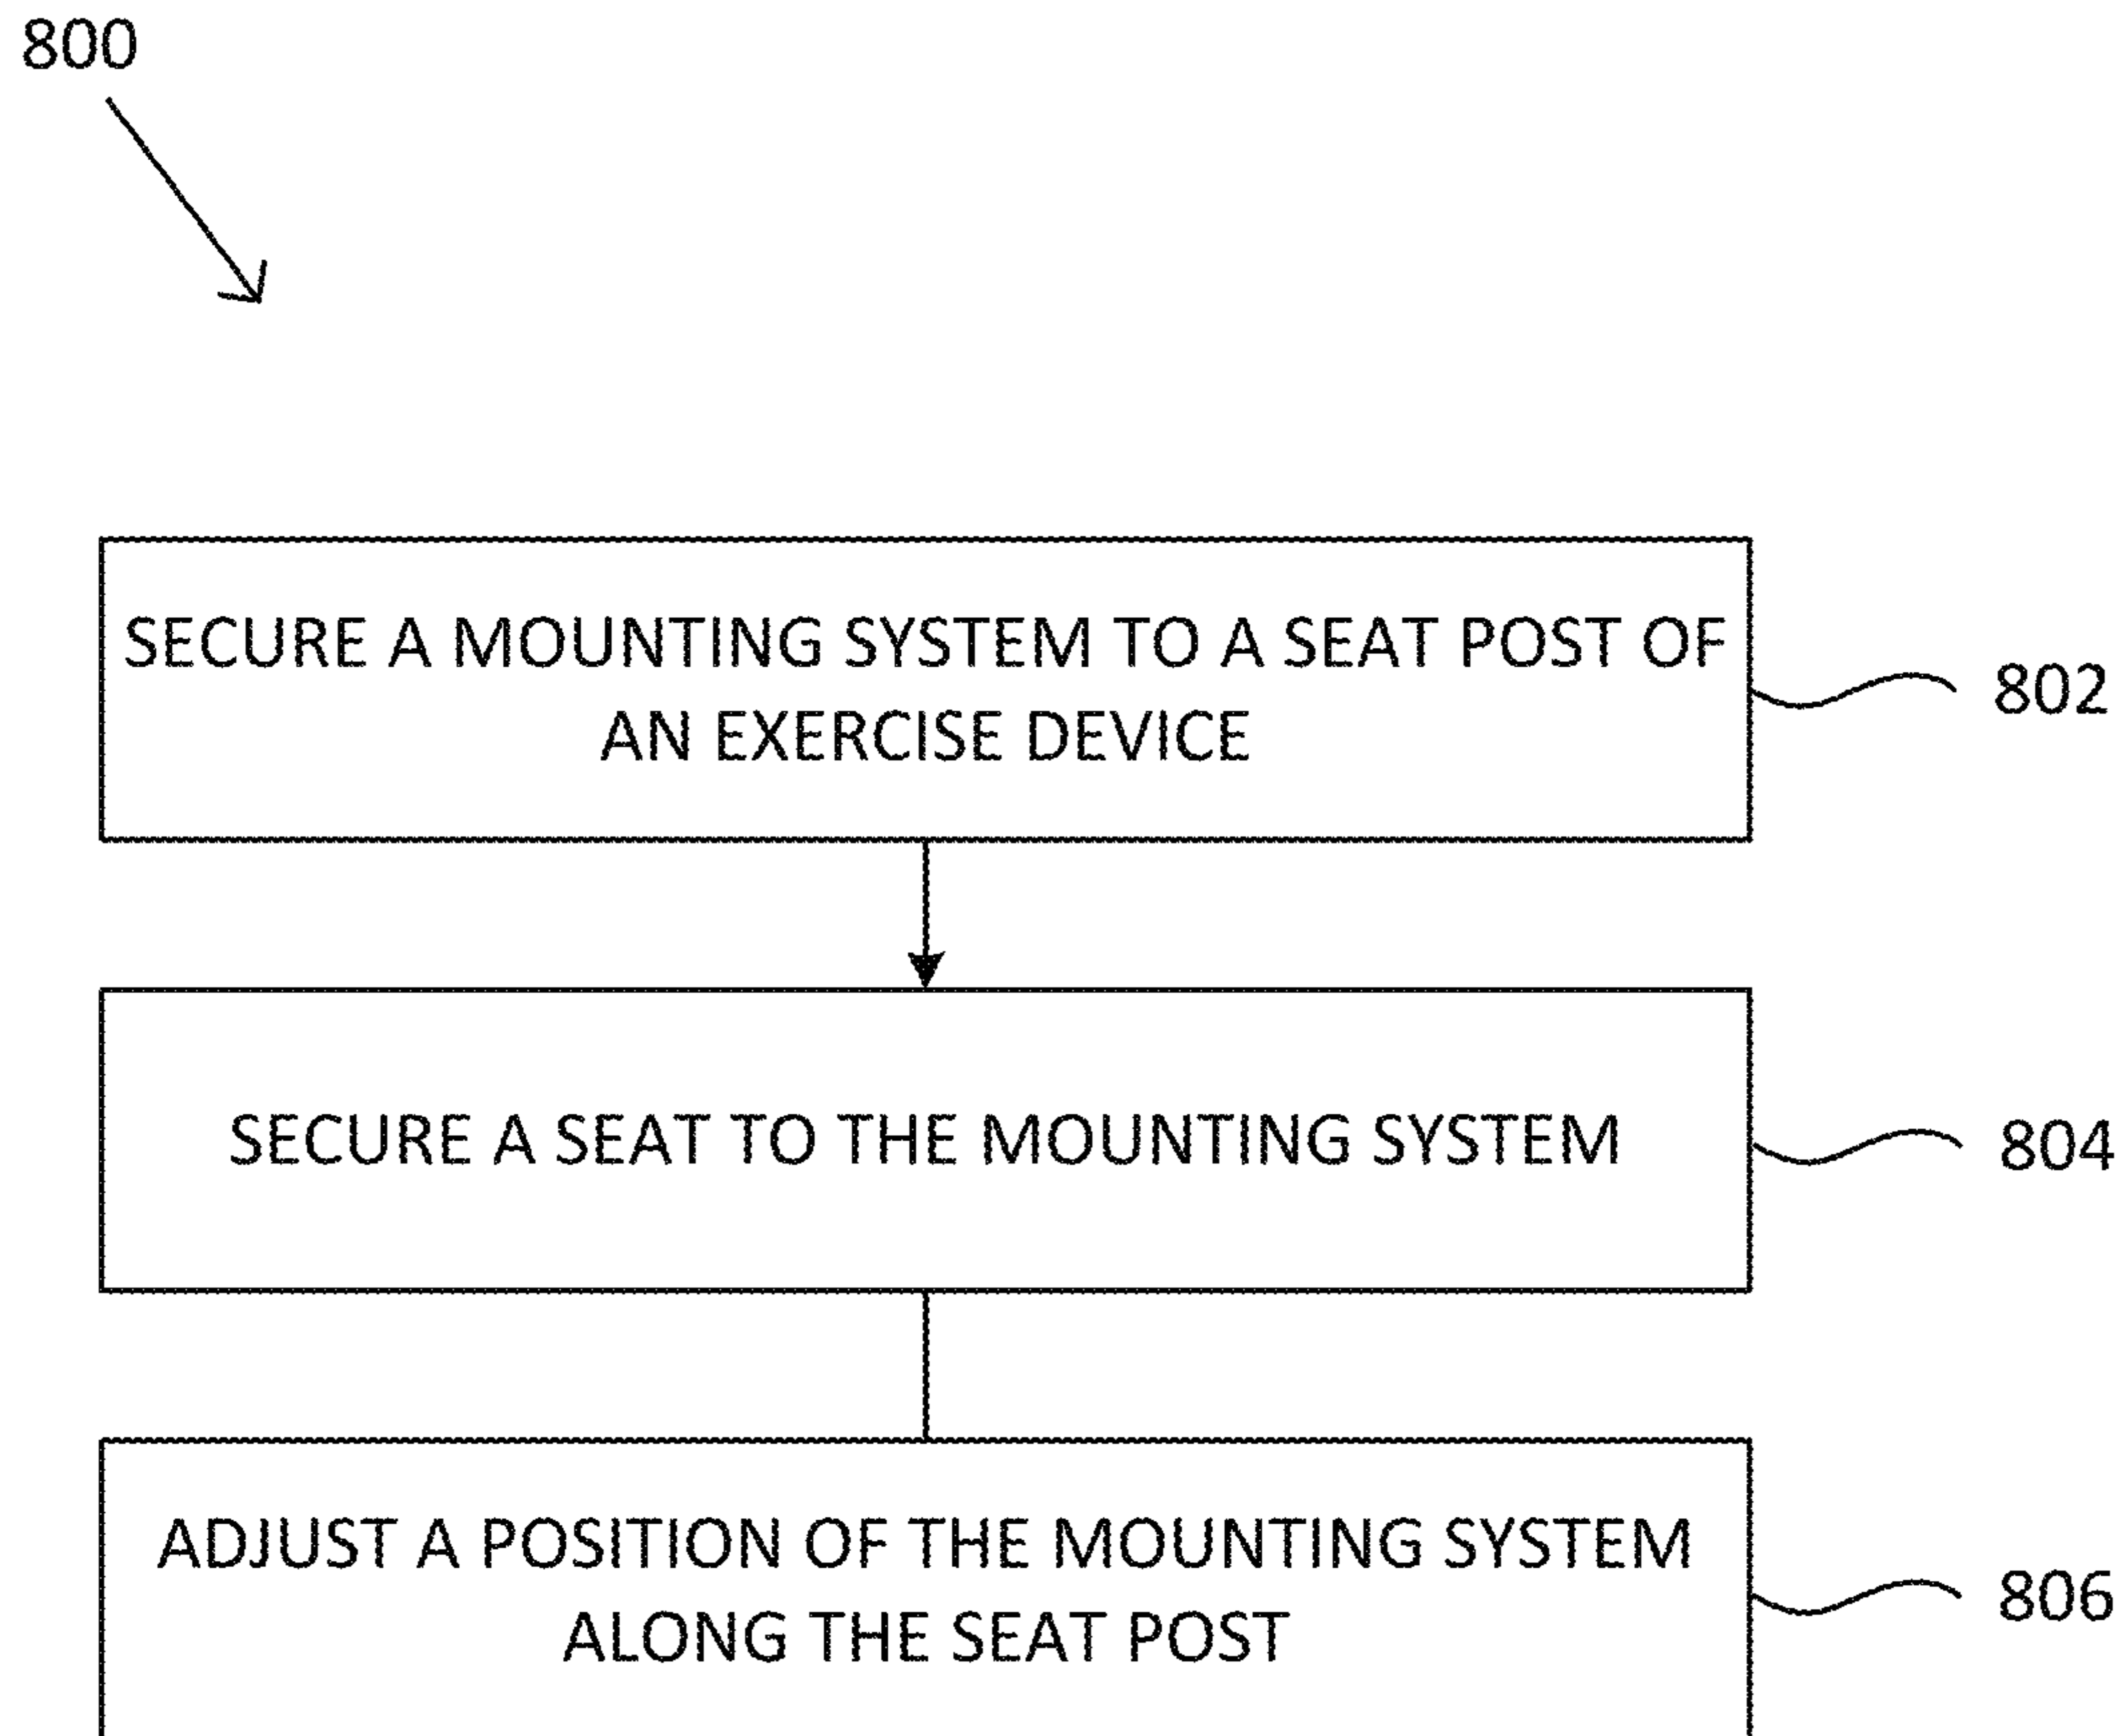 800
SECURE A MOUNTING SYSTEM TO A SEAT POST OF
AN EXERCISE DEVICE
802
SECURE A SEAT TO THE MOUNTING SYSTEM
804
ADJUST A POSITION OF THE MOUNTING SYSTEM
ALONG THE SEAT POST
806